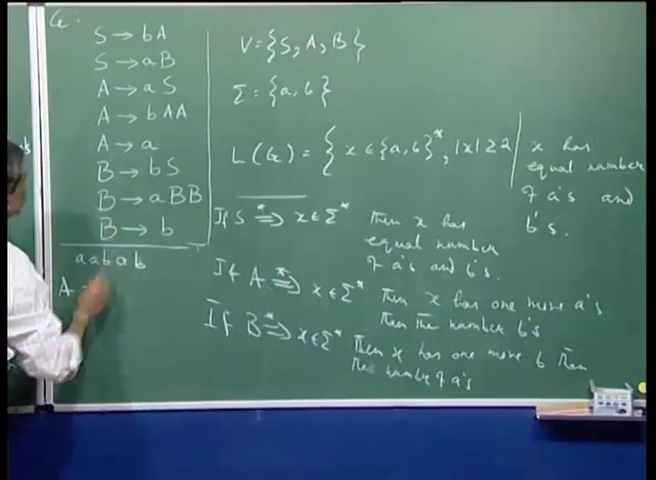 G:
S → bA
S → aB
A → aS
A → bAA
A → a
B → bS
B → aBB
B → b
aabab
A
V = {S, A, B}
Σ = {a, b}
L(G) = { x ∈ {a, b}*, |x| ≥ 2 | x has
equal number
of a's and
b's.
If S ⇒* x ∈ Σ* then x has
equal number
of a's and b's.
If A ⇒* x ∈ Σ* Then x has one more a's
Then The number b's
If B ⇒* x ∈ Σ* Then x has one more b Than
The number of a's